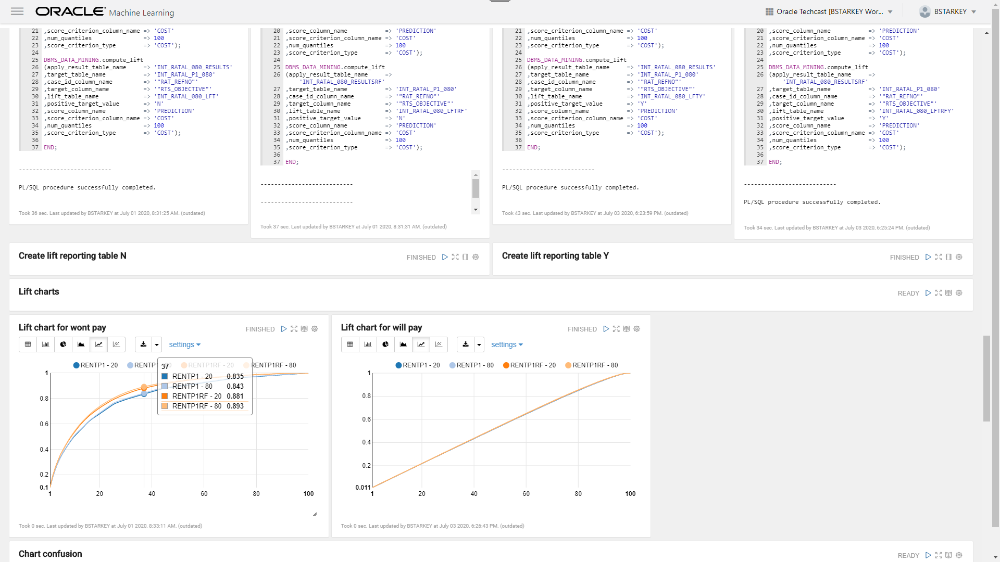 ORACLE Machine Learning
Oracle Techcast [BSTARKEY Wor...
BSTARKEY
21 ,score_criterion_column_name => 'COST'
22 ,num_quantiles => 100
23 ,score_criterion_type => 'COST');
24
25 DBMS_DATA_MINING.compute_lift
26 (apply_result_table_name => 'INT_RATAL_080_RESULTS'
27 ,target_table_name => 'INT_RATAL_P1_080'
28 ,case_id_column_name => '"RAT_REFNO"'
29 ,target_column_name => '"RTS_OBJECTIVE"'
30 ,lift_table_name => 'INT_RATAL_080_LFT'
31 ,positive_target_value => 'N'
32 ,score_column_name => 'PREDICTION'
33 ,score_criterion_column_name => 'COST'
34 ,num_quantiles => 100
35 ,score_criterion_type => 'COST');
36
37 END;
---------------------------
PL/SQL procedure successfully completed.
Took 36 sec. Last updated by BSTARKEY at July 01 2020, 8:31:25 AM. (outdated)
20 ,score_column_name => 'PREDICTION'
21 ,score_criterion_column_name => 'COST'
22 ,num_quantiles => 100
23 ,score_criterion_type => 'COST');
24
25 DBMS_DATA_MINING.compute_lift
26 (apply_result_table_name =>
'INT_RATAL_080_RESULTSRF'
27 ,target_table_name => 'INT_RATAL_P1_080'
28 ,case_id_column_name => '"RAT_REFNO"'
29 ,target_column_name => '"RTS_OBJECTIVE"'
30 ,lift_table_name => 'INT_RATAL_080_LFTRF'
31 ,positive_target_value => 'N'
32 ,score_column_name => 'PREDICTION'
33 ,score_criterion_column_name => 'COST'
34 ,num_quantiles => 100
35 ,score_criterion_type => 'COST');
36
37 END;
---------------------------
---------------------------
Took 37 sec. Last updated by BSTARKEY at July 01 2020, 8:31:31 AM. (outdated)
21 ,score_criterion_column_name => 'COST'
22 ,num_quantiles => 100
23 ,score_criterion_type => 'COST');
24
25 DBMS_DATA_MINING.compute_lift
26 (apply_result_table_name => 'INT_RATAL_080_RESULTS'
27 ,target_table_name => 'INT_RATAL_P1_080'
28 ,case_id_column_name => '"RAT_REFNO"'
29 ,target_column_name => '"RTS_OBJECTIVE"'
30 ,lift_table_name => 'INT_RATAL_080_LFTY'
31 ,positive_target_value => 'Y'
32 ,score_column_name => 'PREDICTION'
33 ,score_criterion_column_name => 'COST'
34 ,num_quantiles => 100
35 ,score_criterion_type => 'COST');
36
37 END;
---------------------------
PL/SQL procedure successfully completed.
Took 43 sec. Last updated by BSTARKEY at July 03 2020, 6:23:59 PM. (outdated)
20 ,score_column_name => 'PREDICTION'
21 ,score_criterion_column_name => 'COST'
22 ,num_quantiles => 100
23 ,score_criterion_type => 'COST');
24
25 DBMS_DATA_MINING.compute_lift
26 (apply_result_table_name =>
'INT_RATAL_080_RESULTSRF'
27 ,target_table_name => 'INT_RATAL_P1_080'
28 ,case_id_column_name => '"RAT_REFNO"'
29 ,target_column_name => '"RTS_OBJECTIVE"'
30 ,lift_table_name => 'INT_RATAL_080_LFTRFY'
31 ,positive_target_value => 'Y'
32 ,score_column_name => 'PREDICTION'
33 ,score_criterion_column_name => 'COST'
34 ,num_quantiles => 100
35 ,score_criterion_type => 'COST');
36
37 END;
---------------------------
PL/SQL procedure successfully completed.
Took 34 sec. Last updated by BSTARKEY at July 03 2020, 6:25:24 PM. (outdated)
Create lift reporting table N
FINISHED
Create lift reporting table Y
FINISHED
Lift charts
READY
Lift chart for wont pay
FINISHED
settings
RENTP1 - 20 RENTP1 RENTP1RF - 20 RENTP1RF - 80
37
RENTP1 - 20 0.835
RENTP1 - 80 0.843
RENTP1RF - 20 0.881
RENTP1RF - 80 0.893
1
0.8
0.6
0.4
0.2
0.1
1 20 40 60 80 100
Took 0 sec. Last updated by BSTARKEY at July 01 2020, 8:33:11 AM. (outdated)
Lift chart for will pay
FINISHED
settings
RENTP1 - 20 RENTP1 - 80 RENTP1RF - 20 RENTP1RF - 80
1
0.8
0.6
0.4
0.2
0.011
1 20 40 60 80 100
Took 0 sec. Last updated by BSTARKEY at July 03 2020, 6:26:43 PM. (outdated)
Chart confusion
READY